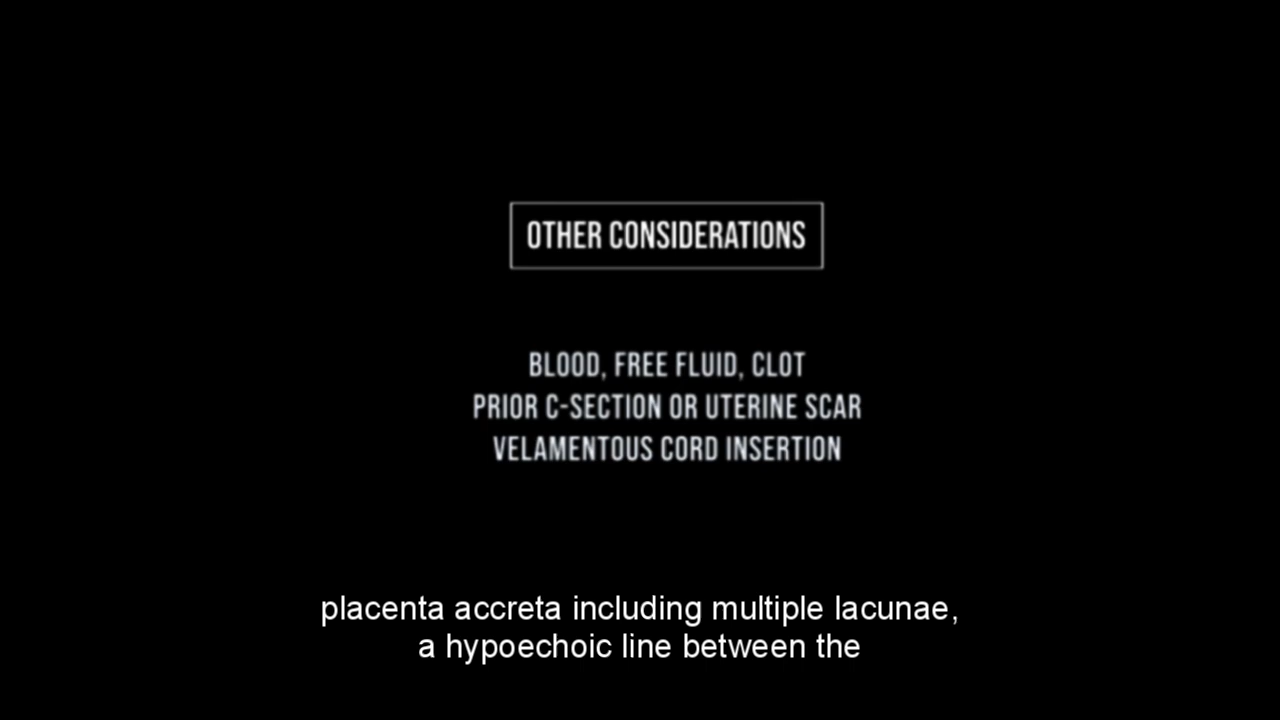 OTHER CONSIDERATIONS
BLOOD, FREE FLUID, CLOT
PRIOR C-SECTION OR UTERINE SCAR
VELAMENTOUS CORD INSERTION
placenta accreta including multiple lacunae,
a hypoechoic line between the